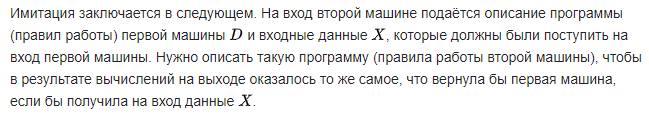 Имитация заключается в следующем. На вход второй машине подаётся описание программы
(правил работы) первой машины D и входные данные X, которые должны были поступить на
вход первой машины. Нужно описать такую программу (правила работы второй машины), чтобы
в результате вычислений на выходе оказалось то же самое, что вернула бы первая машина,
если бы получила на вход данные X.